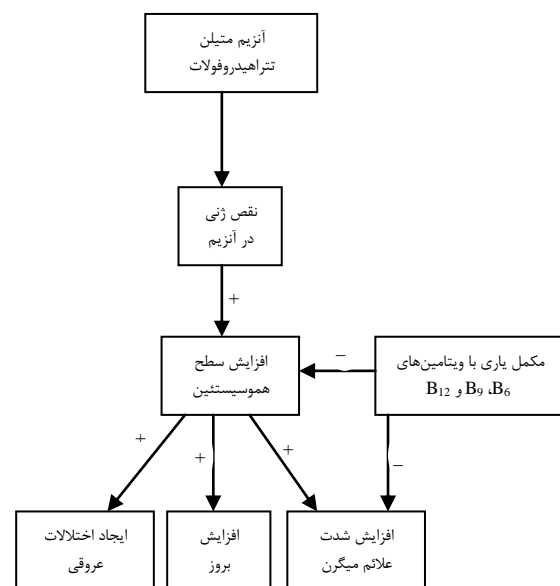 آنزیم متیلن
تتراهیدروفولات
نقص ژنی
در آنزیم
+
افزایش سطح
هموسیستئین
–
مکمل یاری با ویتامین‌های
B6، B9 و B12
+
+
+
–
ایجاد اختلالات
عروقی
افزایش
بروز
افزایش شدت
علائم میگرن